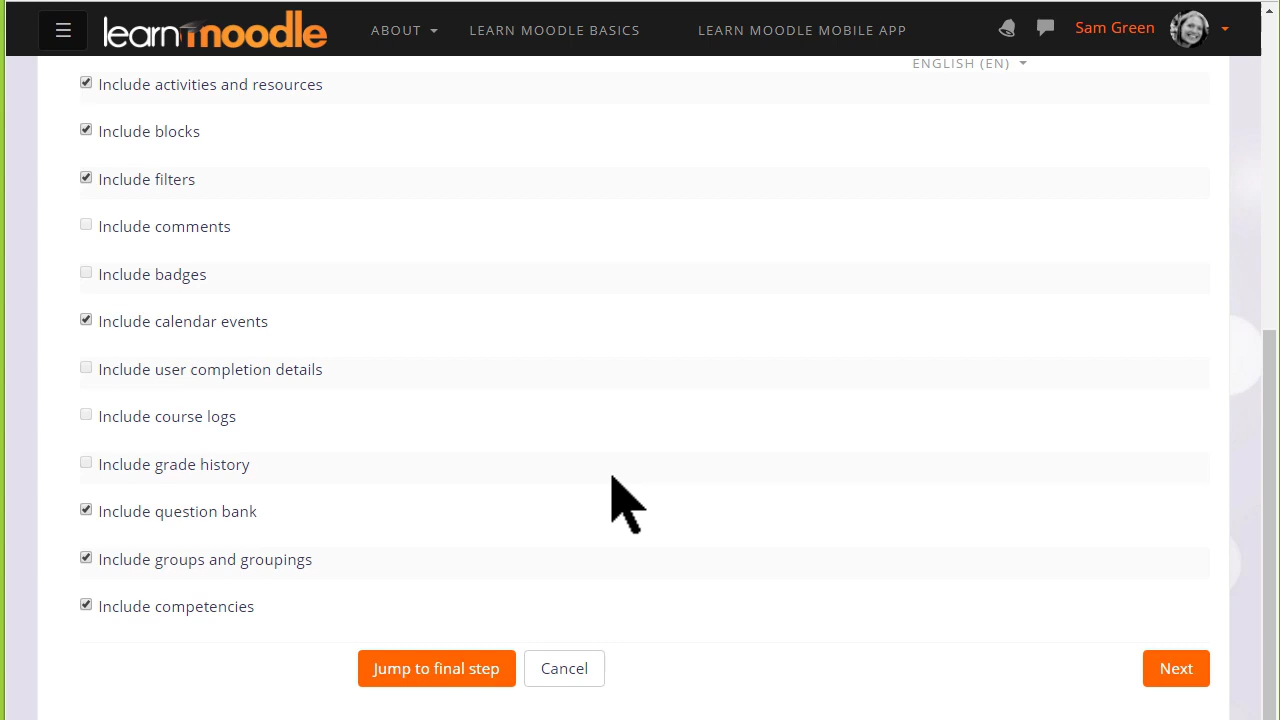 learn moodle
ABOUT
LEARN MOODLE BASICS
LEARN MOODLE MOBILE APP
Sam Green
ENGLISH (EN)
Include activities and resources
Include blocks
Include filters
Include comments
Include badges
Include calendar events
Include user completion details
Include course logs
Include grade history
Include question bank
Include groups and groupings
Include competencies
Jump to final step
Cancel
Next